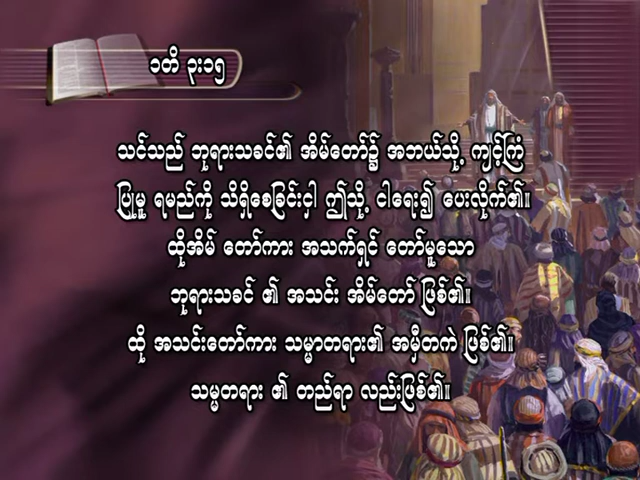 ၁တိ ၃း၁၅
သင်သည် ဘုရားသခင်၏ အိမ်တော်၌ အဘယ်သို့ ကျင့်ကြံ
ပြုမူ ရမည်ကို သိရှိစေခြင်းငှါ ဤသို့ ငါရေး၍ ပေးလိုက်၏။
ထိုအိမ် တော်ကား အသက်ရှင် တော်မူသော
ဘုရားသခင် ၏ အသင်း အိမ်တော် ဖြစ်၏။
ထို အသင်းတော်ကား သမ္မာတရား၏ အမှီတကဲ ဖြစ်၏။
သမ္မတရား ၏ တည်ရာ လည်းဖြစ်၏။